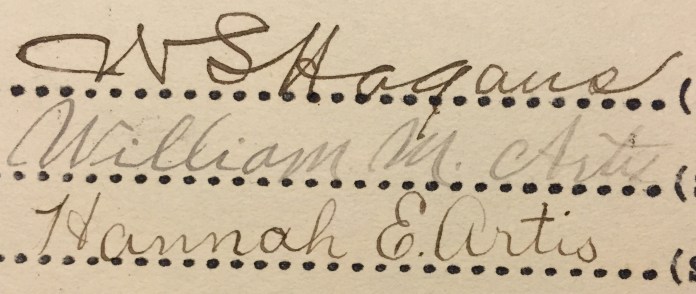 W S Hagans
William M. Artis
Hannah E. Artis